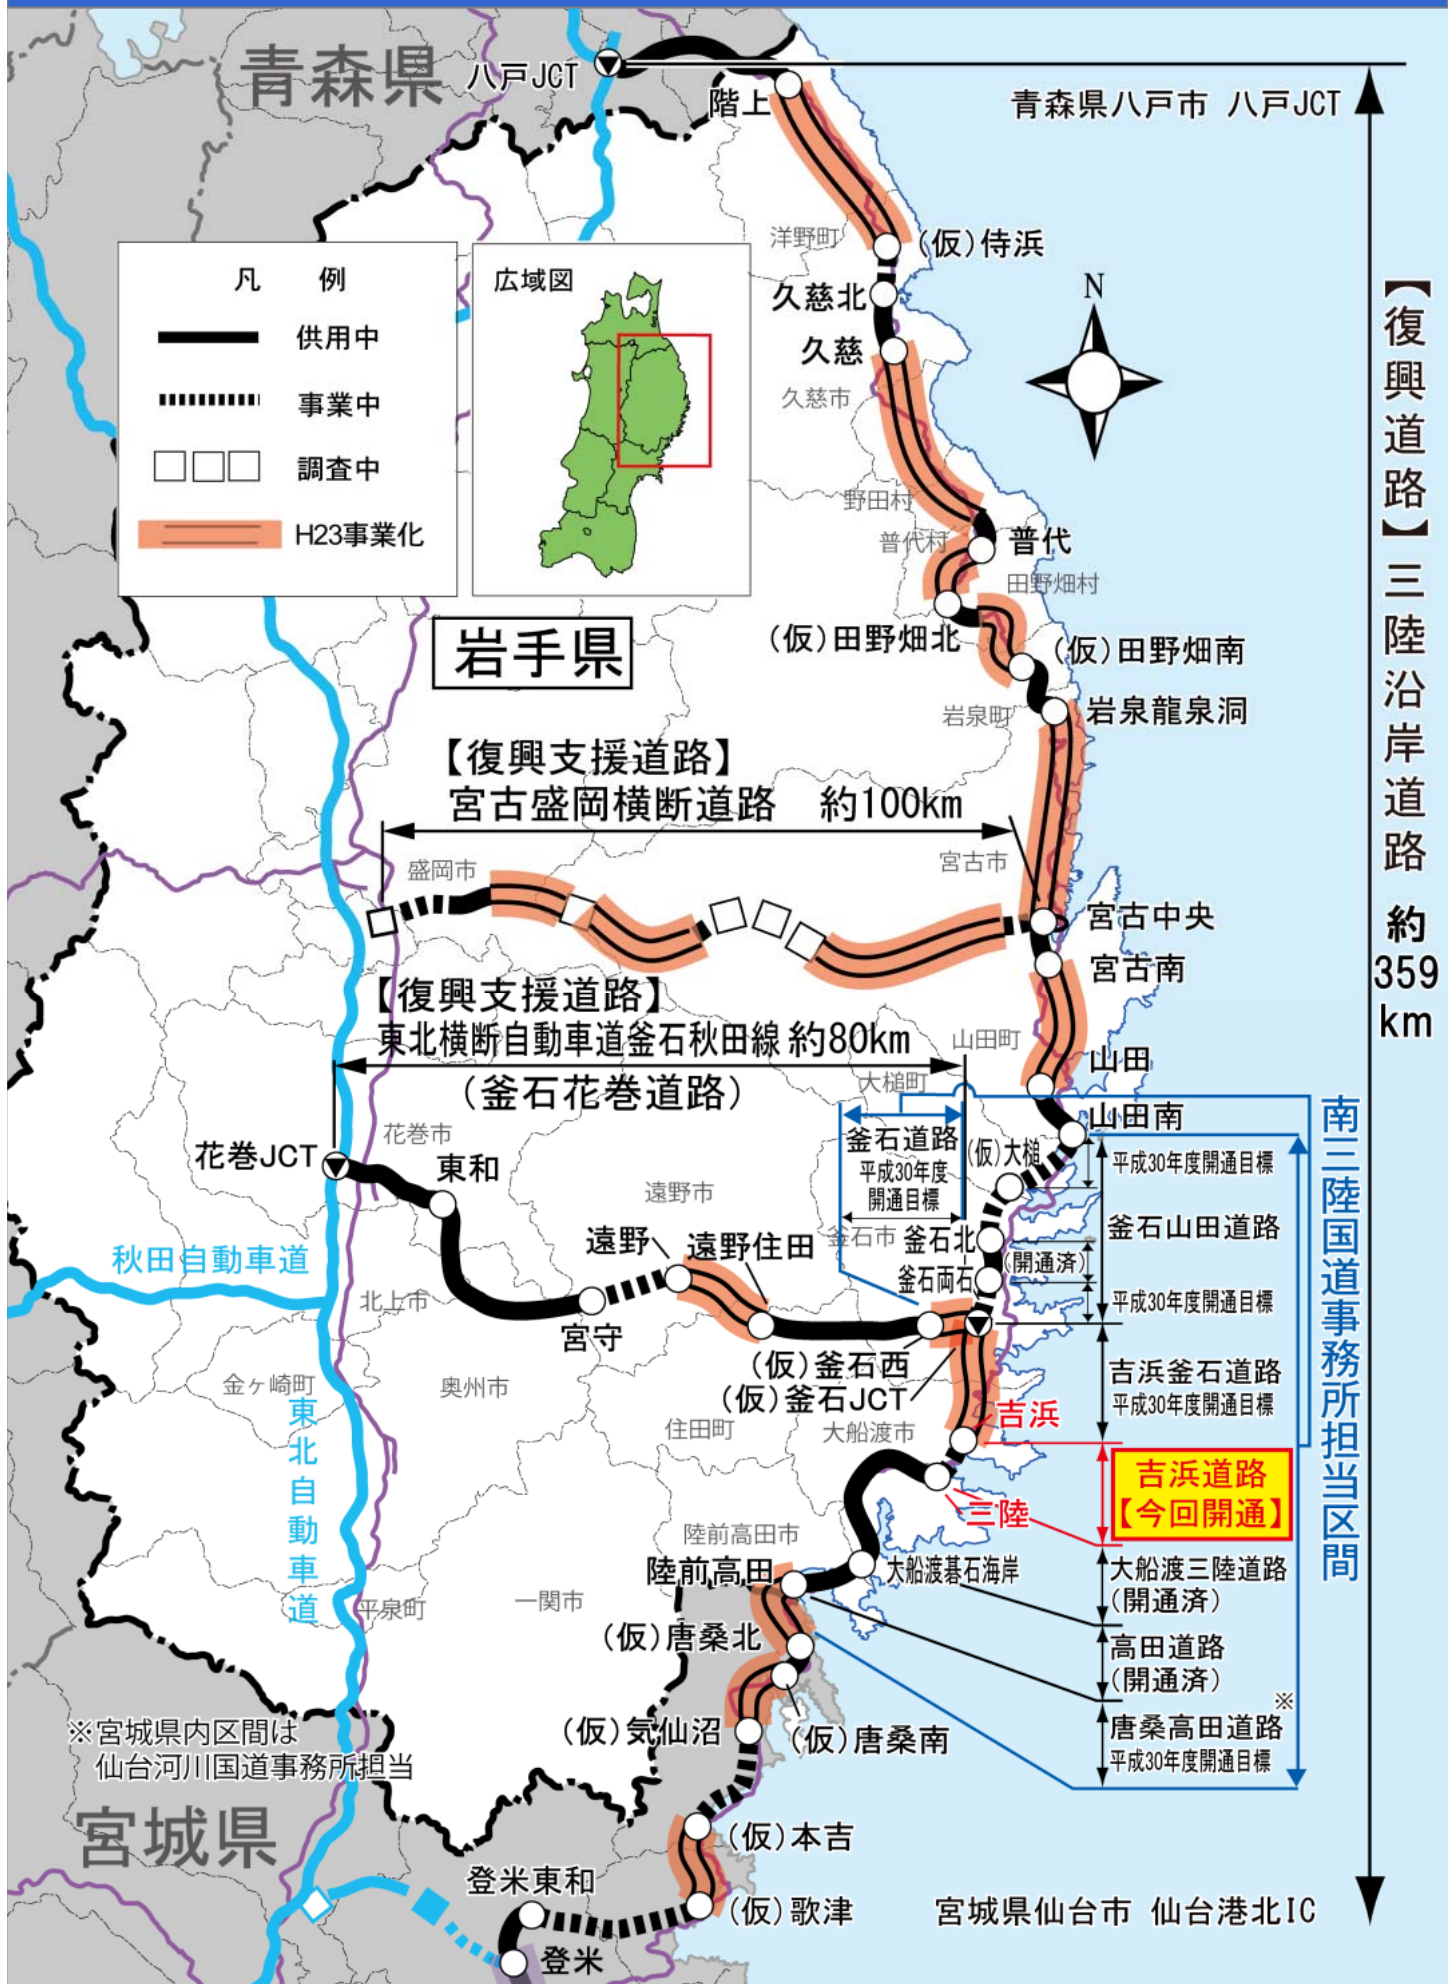 青森県
八戸JCT
階上
青森県八戸市 八戸JCT
洋野町
(仮)侍浜
久慈北
久慈
久慈市
N
凡 例
供用中
事業中
調査中
H23事業化
広域図
野田村
普代村
普代
田野畑村
岩手県
(仮)田野畑北
(仮)田野畑南
岩泉町
岩泉龍泉洞
【復興道路】三陸沿岸道路 約
359
km
【復興支援道路】
宮古盛岡横断道路 約100km
盛岡市
宮古市
宮古中央
宮古南
【復興支援道路】
東北横断自動車道釜石秋田線 約80km
(釜石花巻道路)
山田町
大槌町
山田
山田南
花巻JCT
花巻市
東和
遠野市
釜石道路
平成30年度
開通目標
(仮)大槌
平成30年度開通目標
釜石山田道路
南三陸国道事務所担当区間
釜石市
釜石北
(開通済)
釜石両石
平成30年度開通目標
秋田自動車道
北上市
遠野
遠野住田
宮守
(仮)釜石西
(仮)釜石JCT
吉浜釜石道路
平成30年度開通目標
金ヶ崎町
奥州市
住田町
大船渡市
吉浜
東北自動車道
吉浜道路
【今回開通】
三陸
陸前高田市
陸前高田
大船渡碁石海岸
大船渡三陸道路
(開通済)
平泉町
一関市
(仮)唐桑北
高田道路
(開通済)
※宮城県内区間は
仙台河川国道事務所担当
(仮)気仙沼
(仮)唐桑南
唐桑高田道路※
平成30年度開通目標
宮城県
(仮)本吉
登米東和
(仮)歌津
宮城県仙台市 仙台港北IC
登米